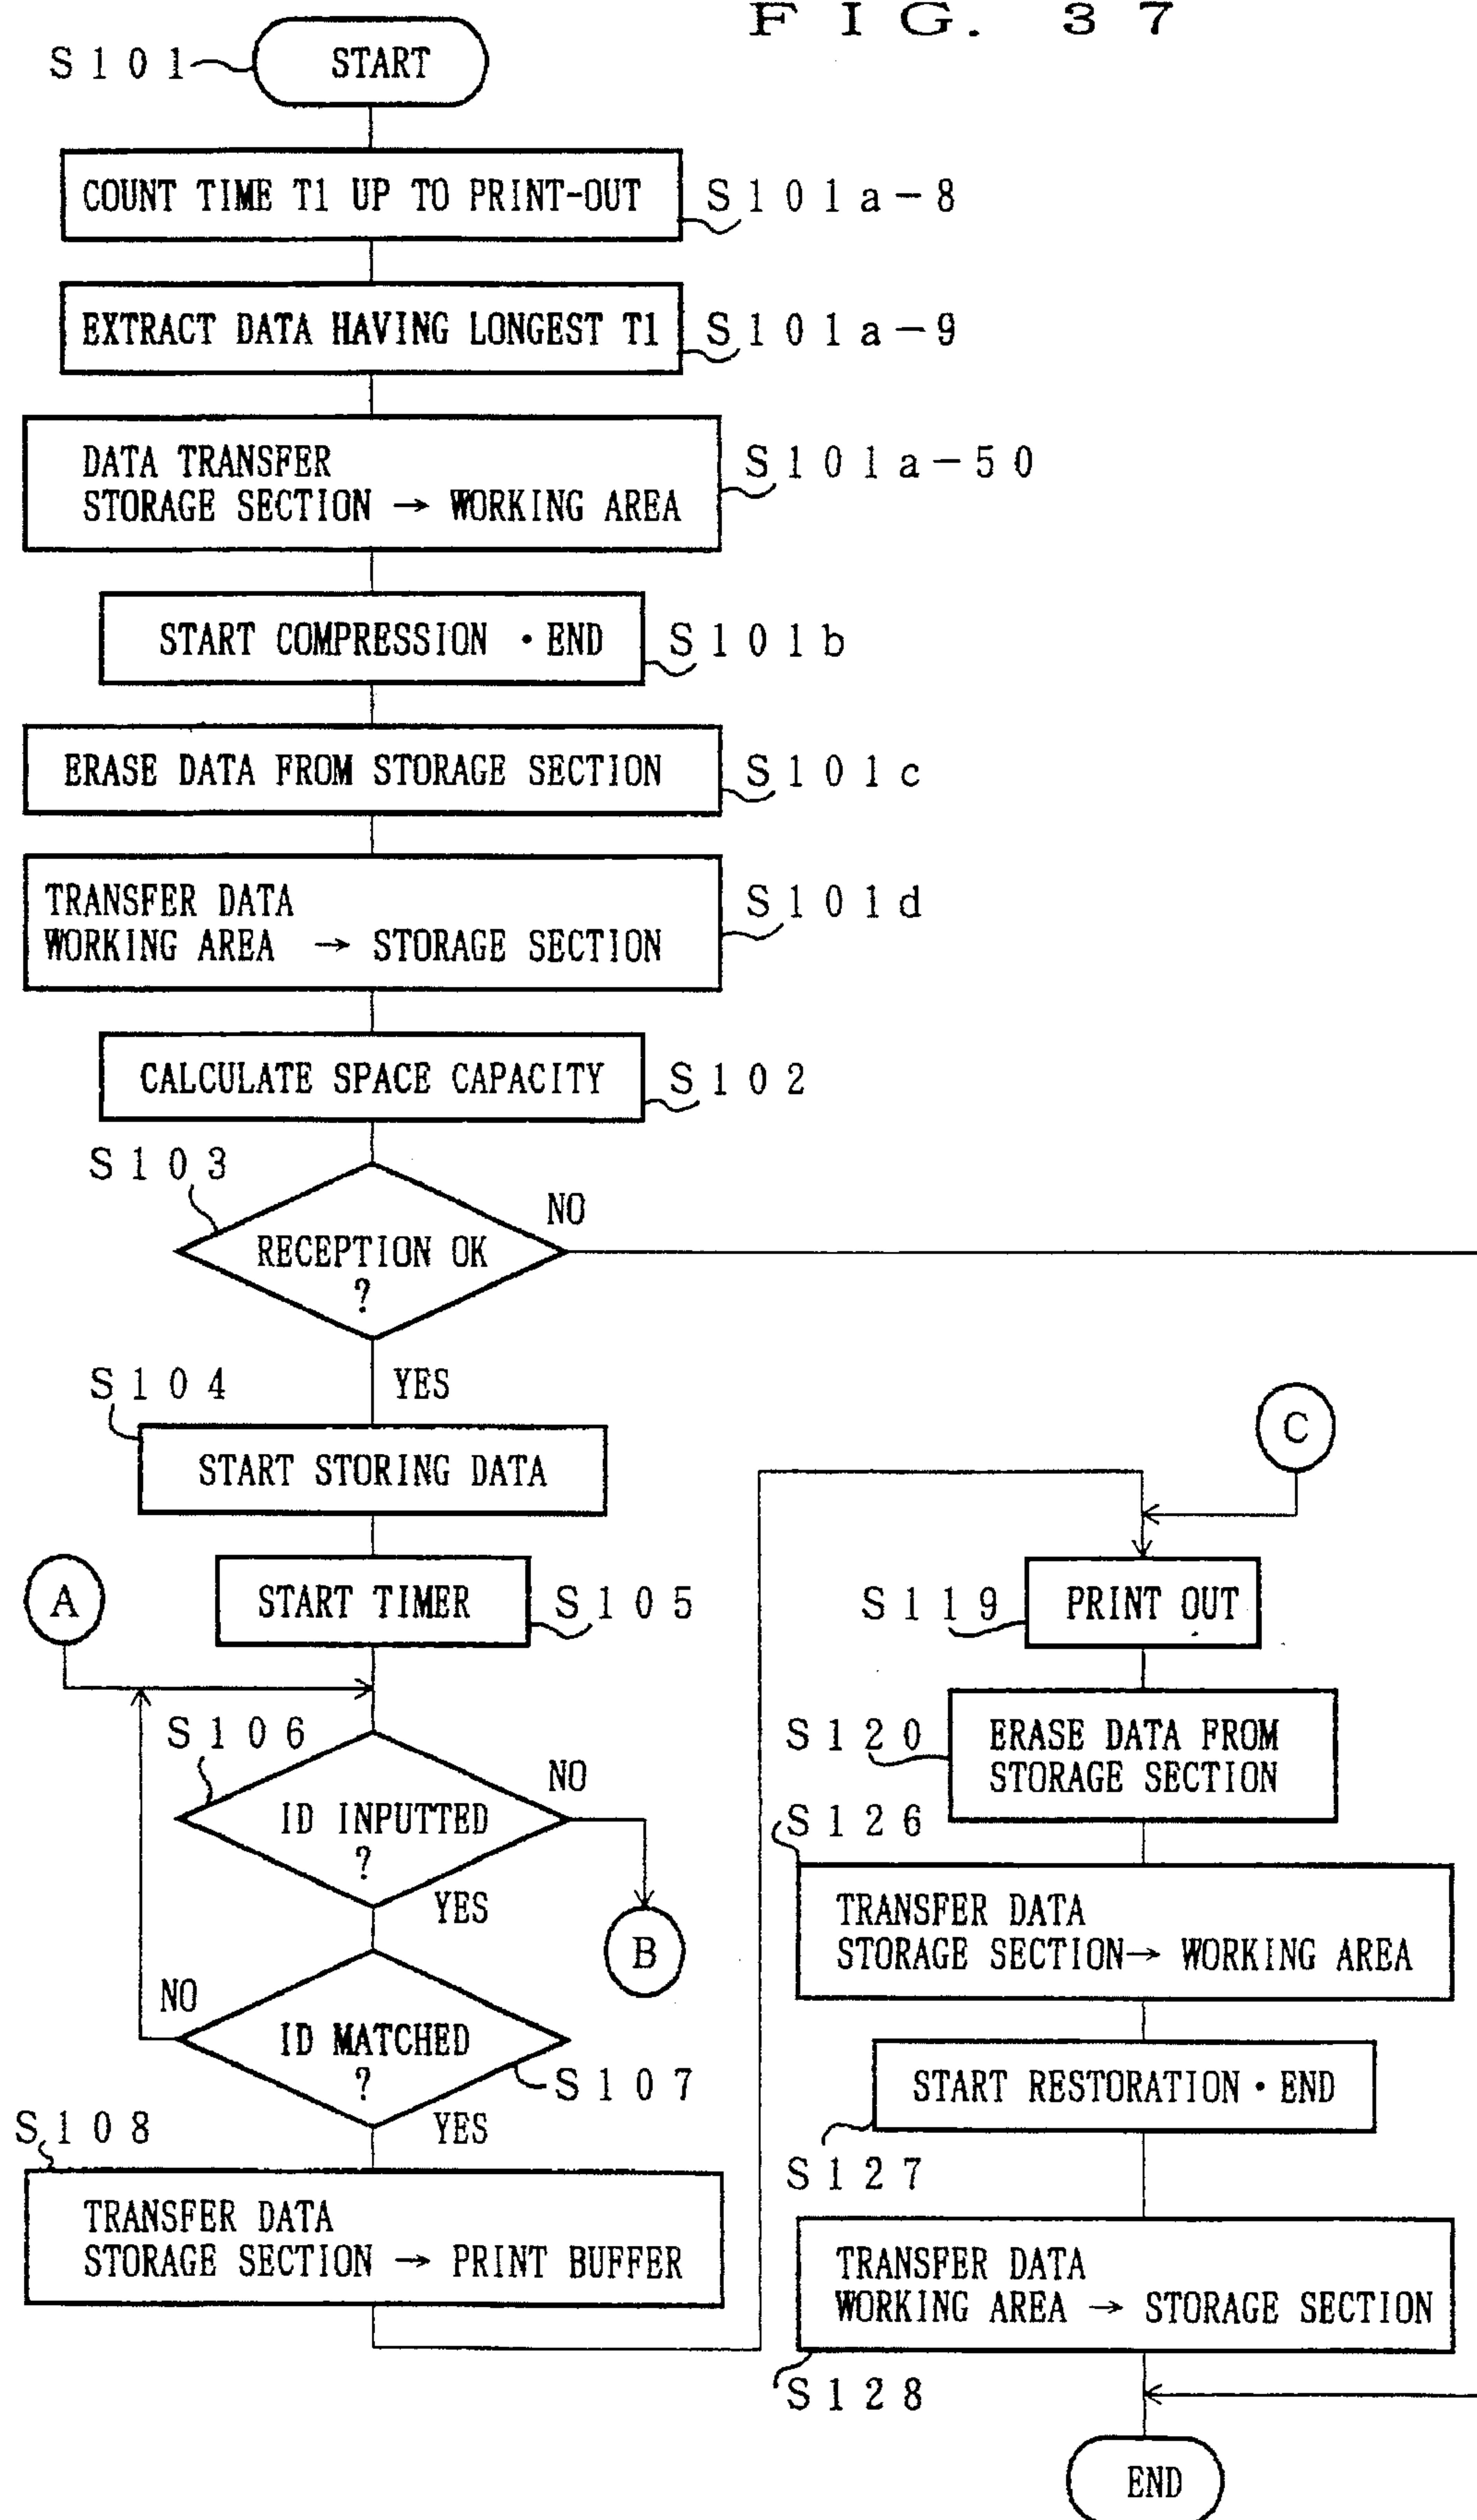 FIG. 37
S101
START
COUNT TIME T1 UP TO PRINT-OUT
S101a-8
EXTRACT DATA HAVING LONGEST T1
S101a-9
DATA TRANSFER
STORAGE SECTION → WORKING AREA
S101a-50
START COMPRESSION・END
S101b
ERASE DATA FROM STORAGE SECTION
S101c
TRANSFER DATA
WORKING AREA → STORAGE SECTION
S101d
CALCULATE SPACE CAPACITY
S102
S103
RECEPTION OK
?
NO
YES
S104
START STORING DATA
A
START TIMER
S105
S106
ID INPUTTED
?
NO
YES
B
ID MATCHED
?
NO
S107
YES
S108
TRANSFER DATA
STORAGE SECTION → PRINT BUFFER
C
S119
PRINT OUT
S120
ERASE DATA FROM
STORAGE SECTION
S126
TRANSFER DATA
STORAGE SECTION→ WORKING AREA
START RESTORATION・END
S127
TRANSFER DATA
WORKING AREA → STORAGE SECTION
S128
END